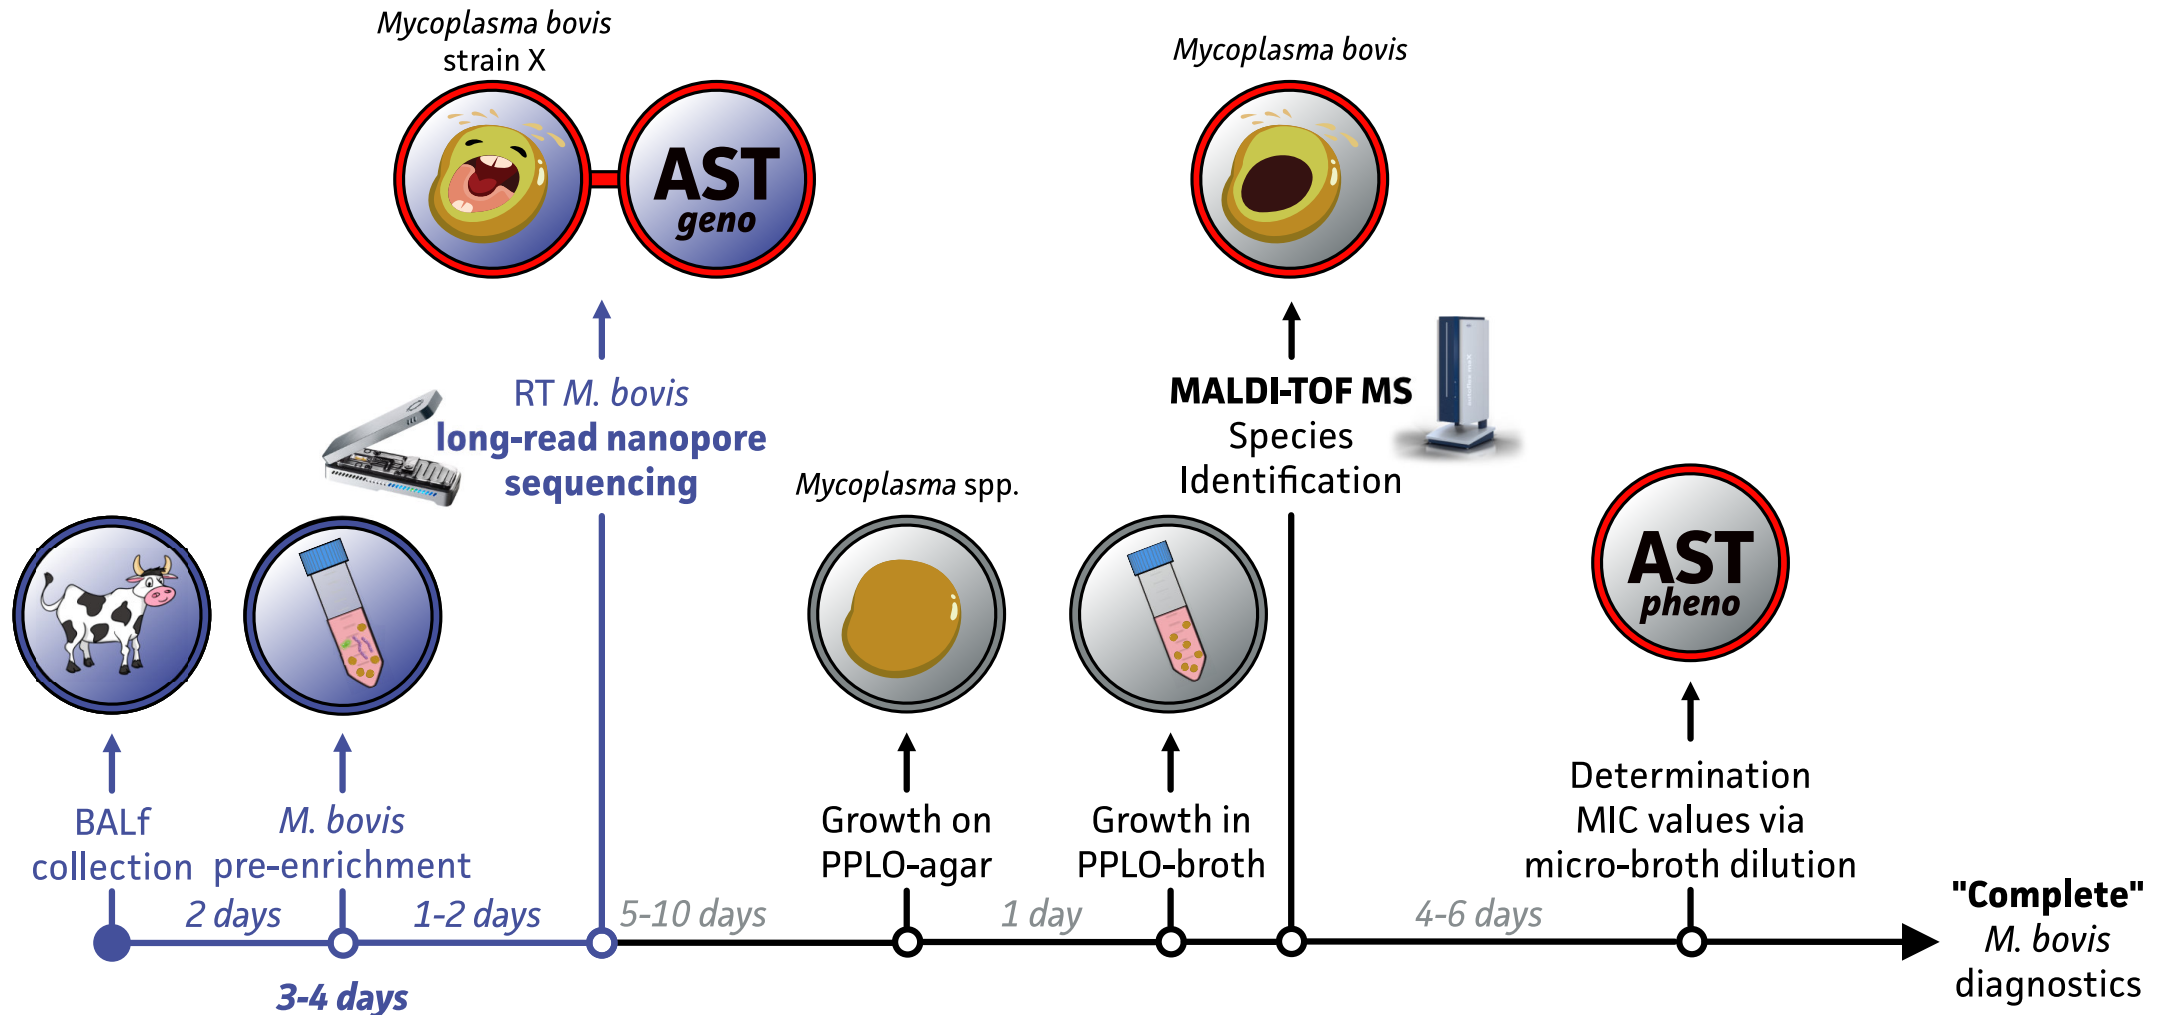 Mycoplasma bovis
strain X
AST
geno
Mycoplasma bovis
RT M. bovis
long-read nanopore
sequencing
MALDI-TOF MS
Species
Identification
Mycoplasma spp.
AST
pheno
BALf
collection
M. bovis
pre-enrichment
Growth on
PPLO-agar
Growth in
PPLO-broth
Determination
MIC values via
micro-broth dilution
2 days
1-2 days
5-10 days
1 day
4-6 days
3-4 days
"Complete"
M. bovis
diagnostics